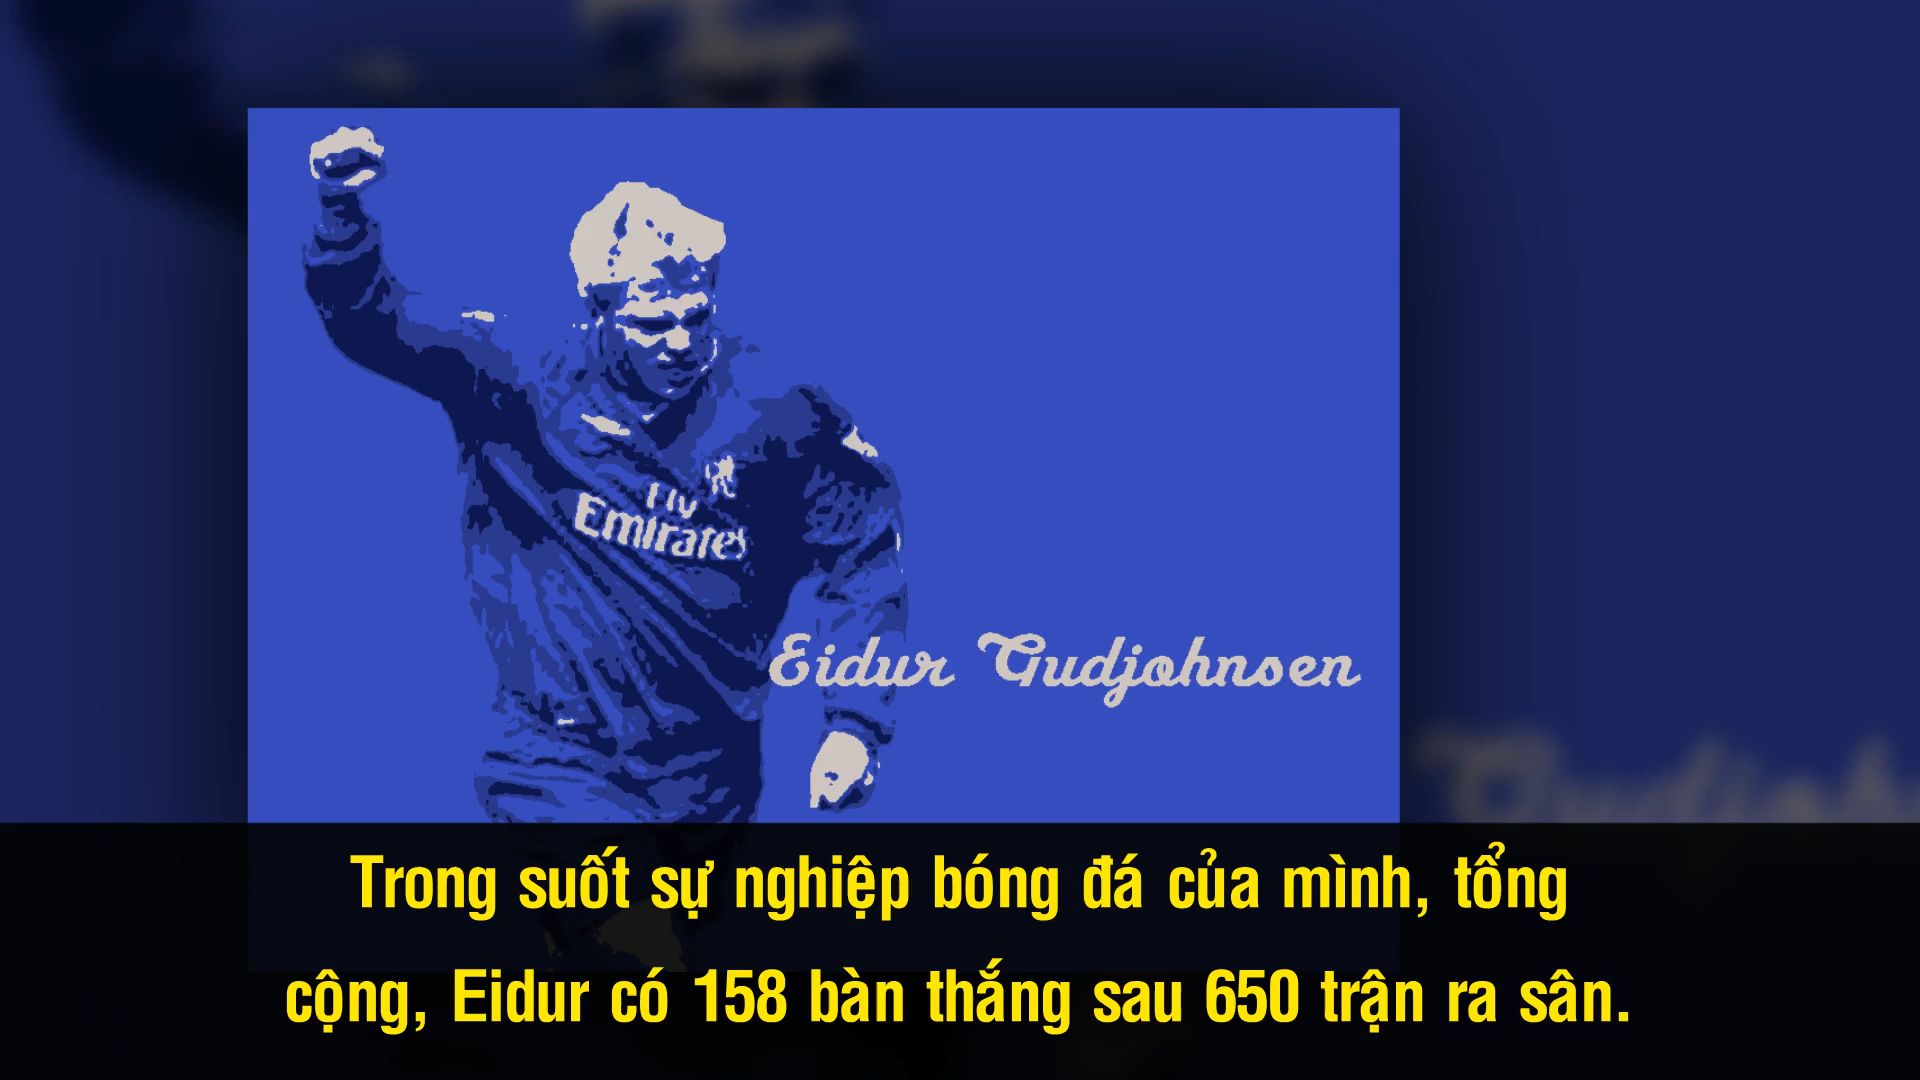 Fly
Emirates
Eidur Gudjohnsen
Trong suốt sự nghiệp bóng đá của mình, tổng
cộng, Eidur có 158 bàn thắng sau 650 trận ra sân.